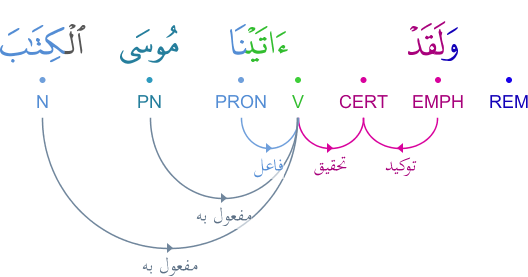 وَلَقَدْ ءَاتَيْنَا مُوسَى ٱلْكِتَٰبَ
REM EMPH CERT V PRON PN N
توكيد تحقيق فاعل
مفعول به
مفعول به